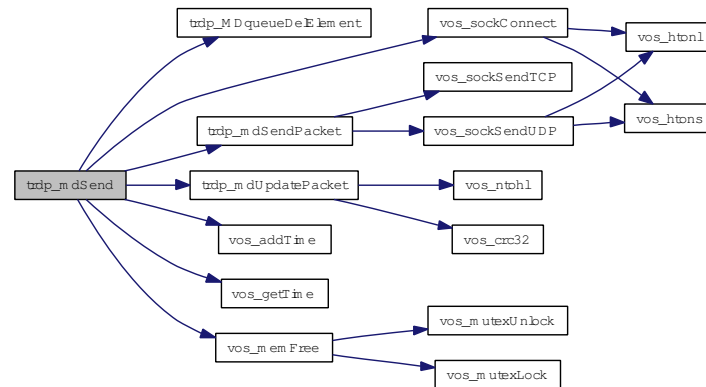 trdp_MDqueueDelElement
vos_sockConnect
vos_htonl
vos_sockSendTCP
vos_htons
trdp_mdSendPacket
vos_sockSendUDP
trdp_mdSend
trdp_mdUpdatePacket
vos_ntohl
vos_addTime
vos_crc32
vos_getTime
vos_mutexUnlock
vos_memFree
vos_mutexLock